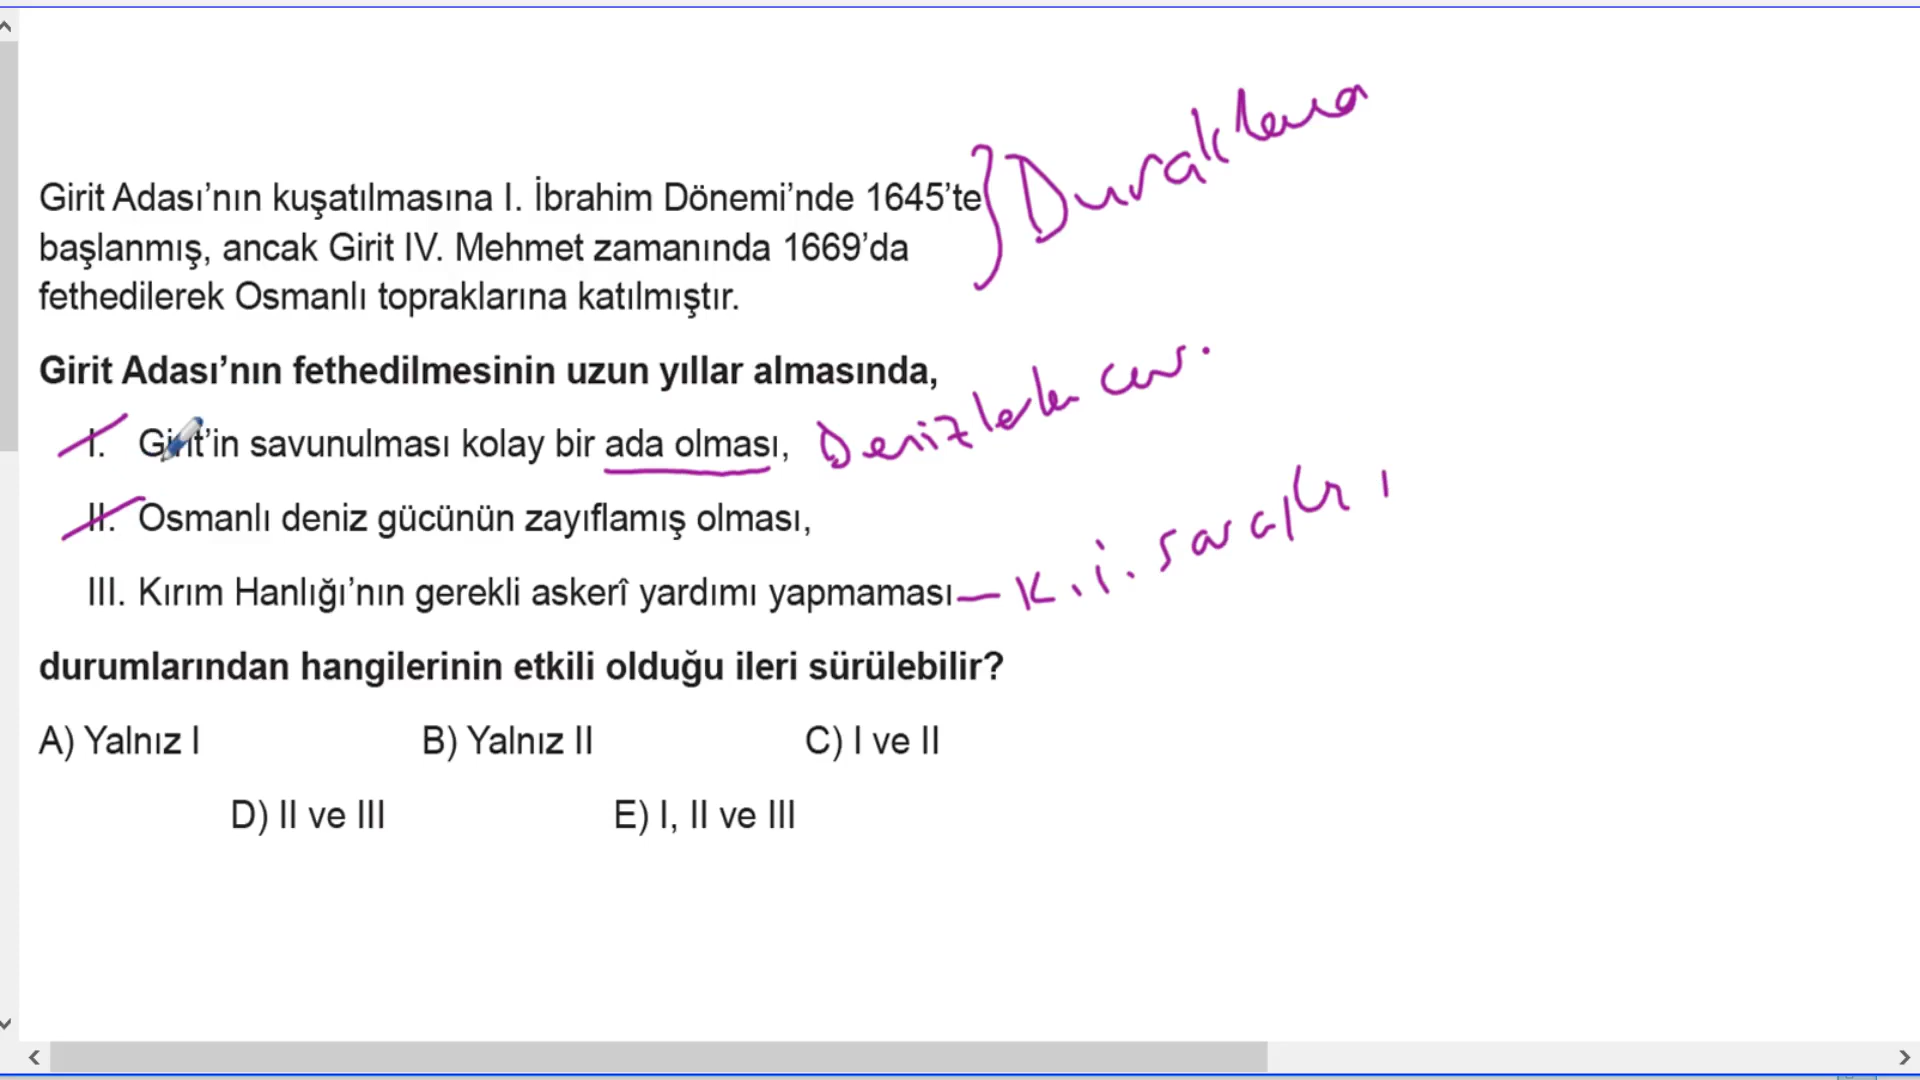 Duraklama
Girit Adası’nın kuşatılmasına I. İbrahim Dönemi’nde 1645’te
başlanmış, ancak Girit IV. Mehmet zamanında 1669’da
fethedilerek Osmanlı topraklarına katılmıştır.
Girit Adası’nın fethedilmesinin uzun yıllar almasında,
I. Girit’in savunulması kolay bir ada olması, Denizlerle
II. Osmanlı deniz gücünün zayıflamış olması,
III. Kırım Hanlığı’nın gerekli askerî yardımı yapmaması – K. i.
durumlarından hangilerinin etkili olduğu ileri sürülebilir?
A) Yalnız I B) Yalnız II C) I ve II
D) II ve III E) I, II ve III